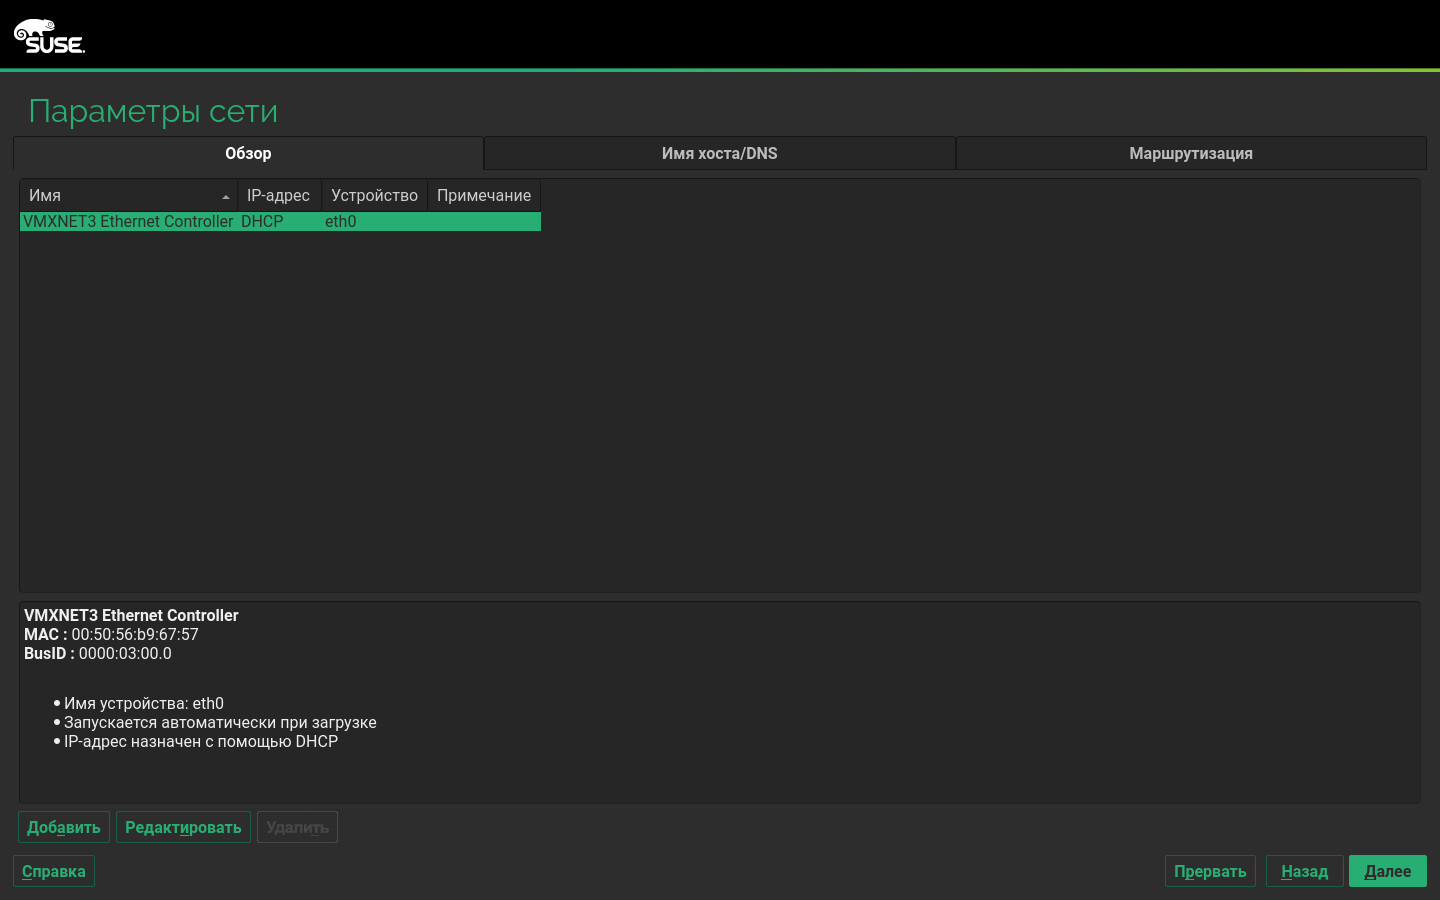 SUSE
Параметры сети
Обзор Имя хоста/DNS Маршрутизация
Имя IP-адрес Устройство Примечание
VMXNET3 Ethernet Controller DHCP eth0
VMXNET3 Ethernet Controller
MAC : 00:50:56:b9:67:57
BusID : 0000:03:00.0
• Имя устройства: eth0
• Запускается автоматически при загрузке
• IP-адрес назначен с помощью DHCP
Добавить Редактировать Удалить
Справка Прервать Назад Далее